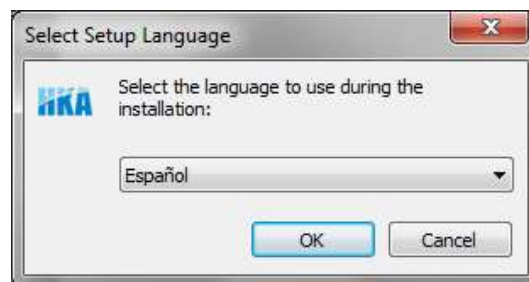 Select Setup Language
HKA
Select the language to use during the
installation:
Español
OK
Cancel